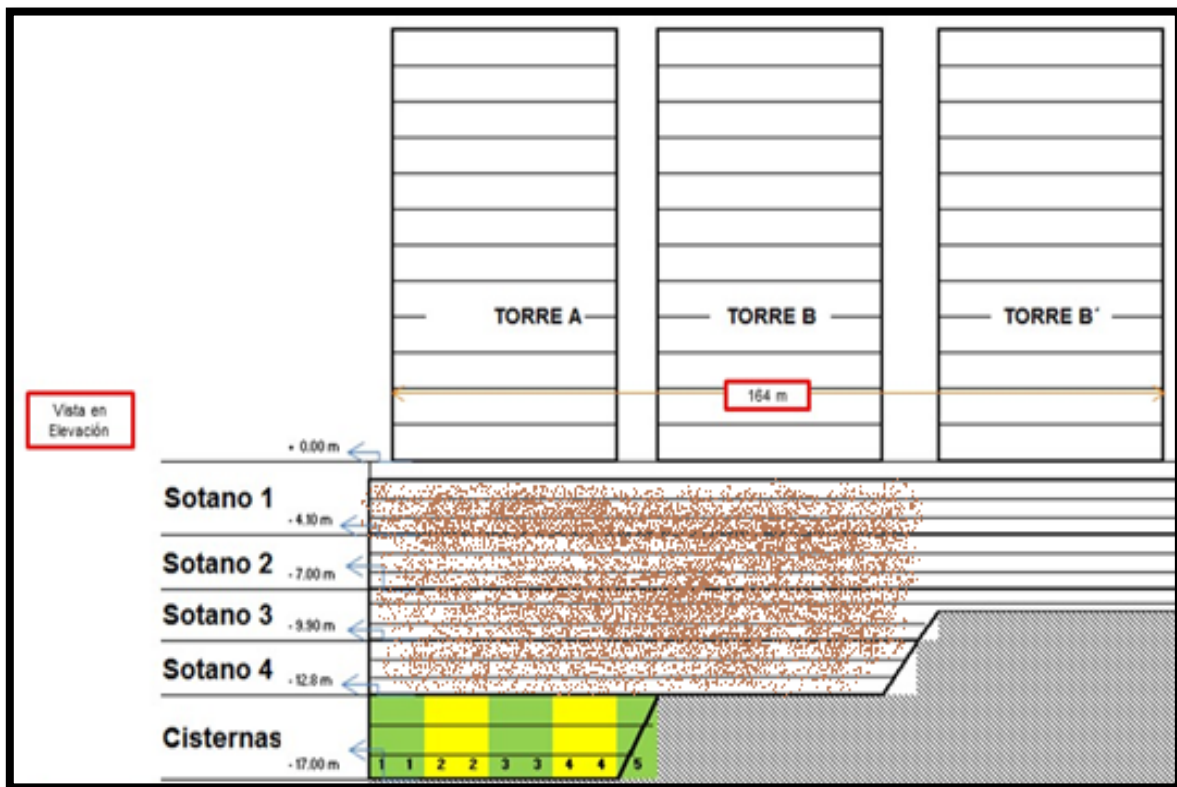 TORRE A
TORRE B
TORRE B´
164 m
Vista en
Elevación
+ 0.00 m
Sotano 1
- 4.10 m
Sotano 2
- 7.00 m
Sotano 3
- 9.90 m
Sotano 4
- 12.8 m
Cisternas
- 17.00 m
1 1 2 2 3 3 4 4 5